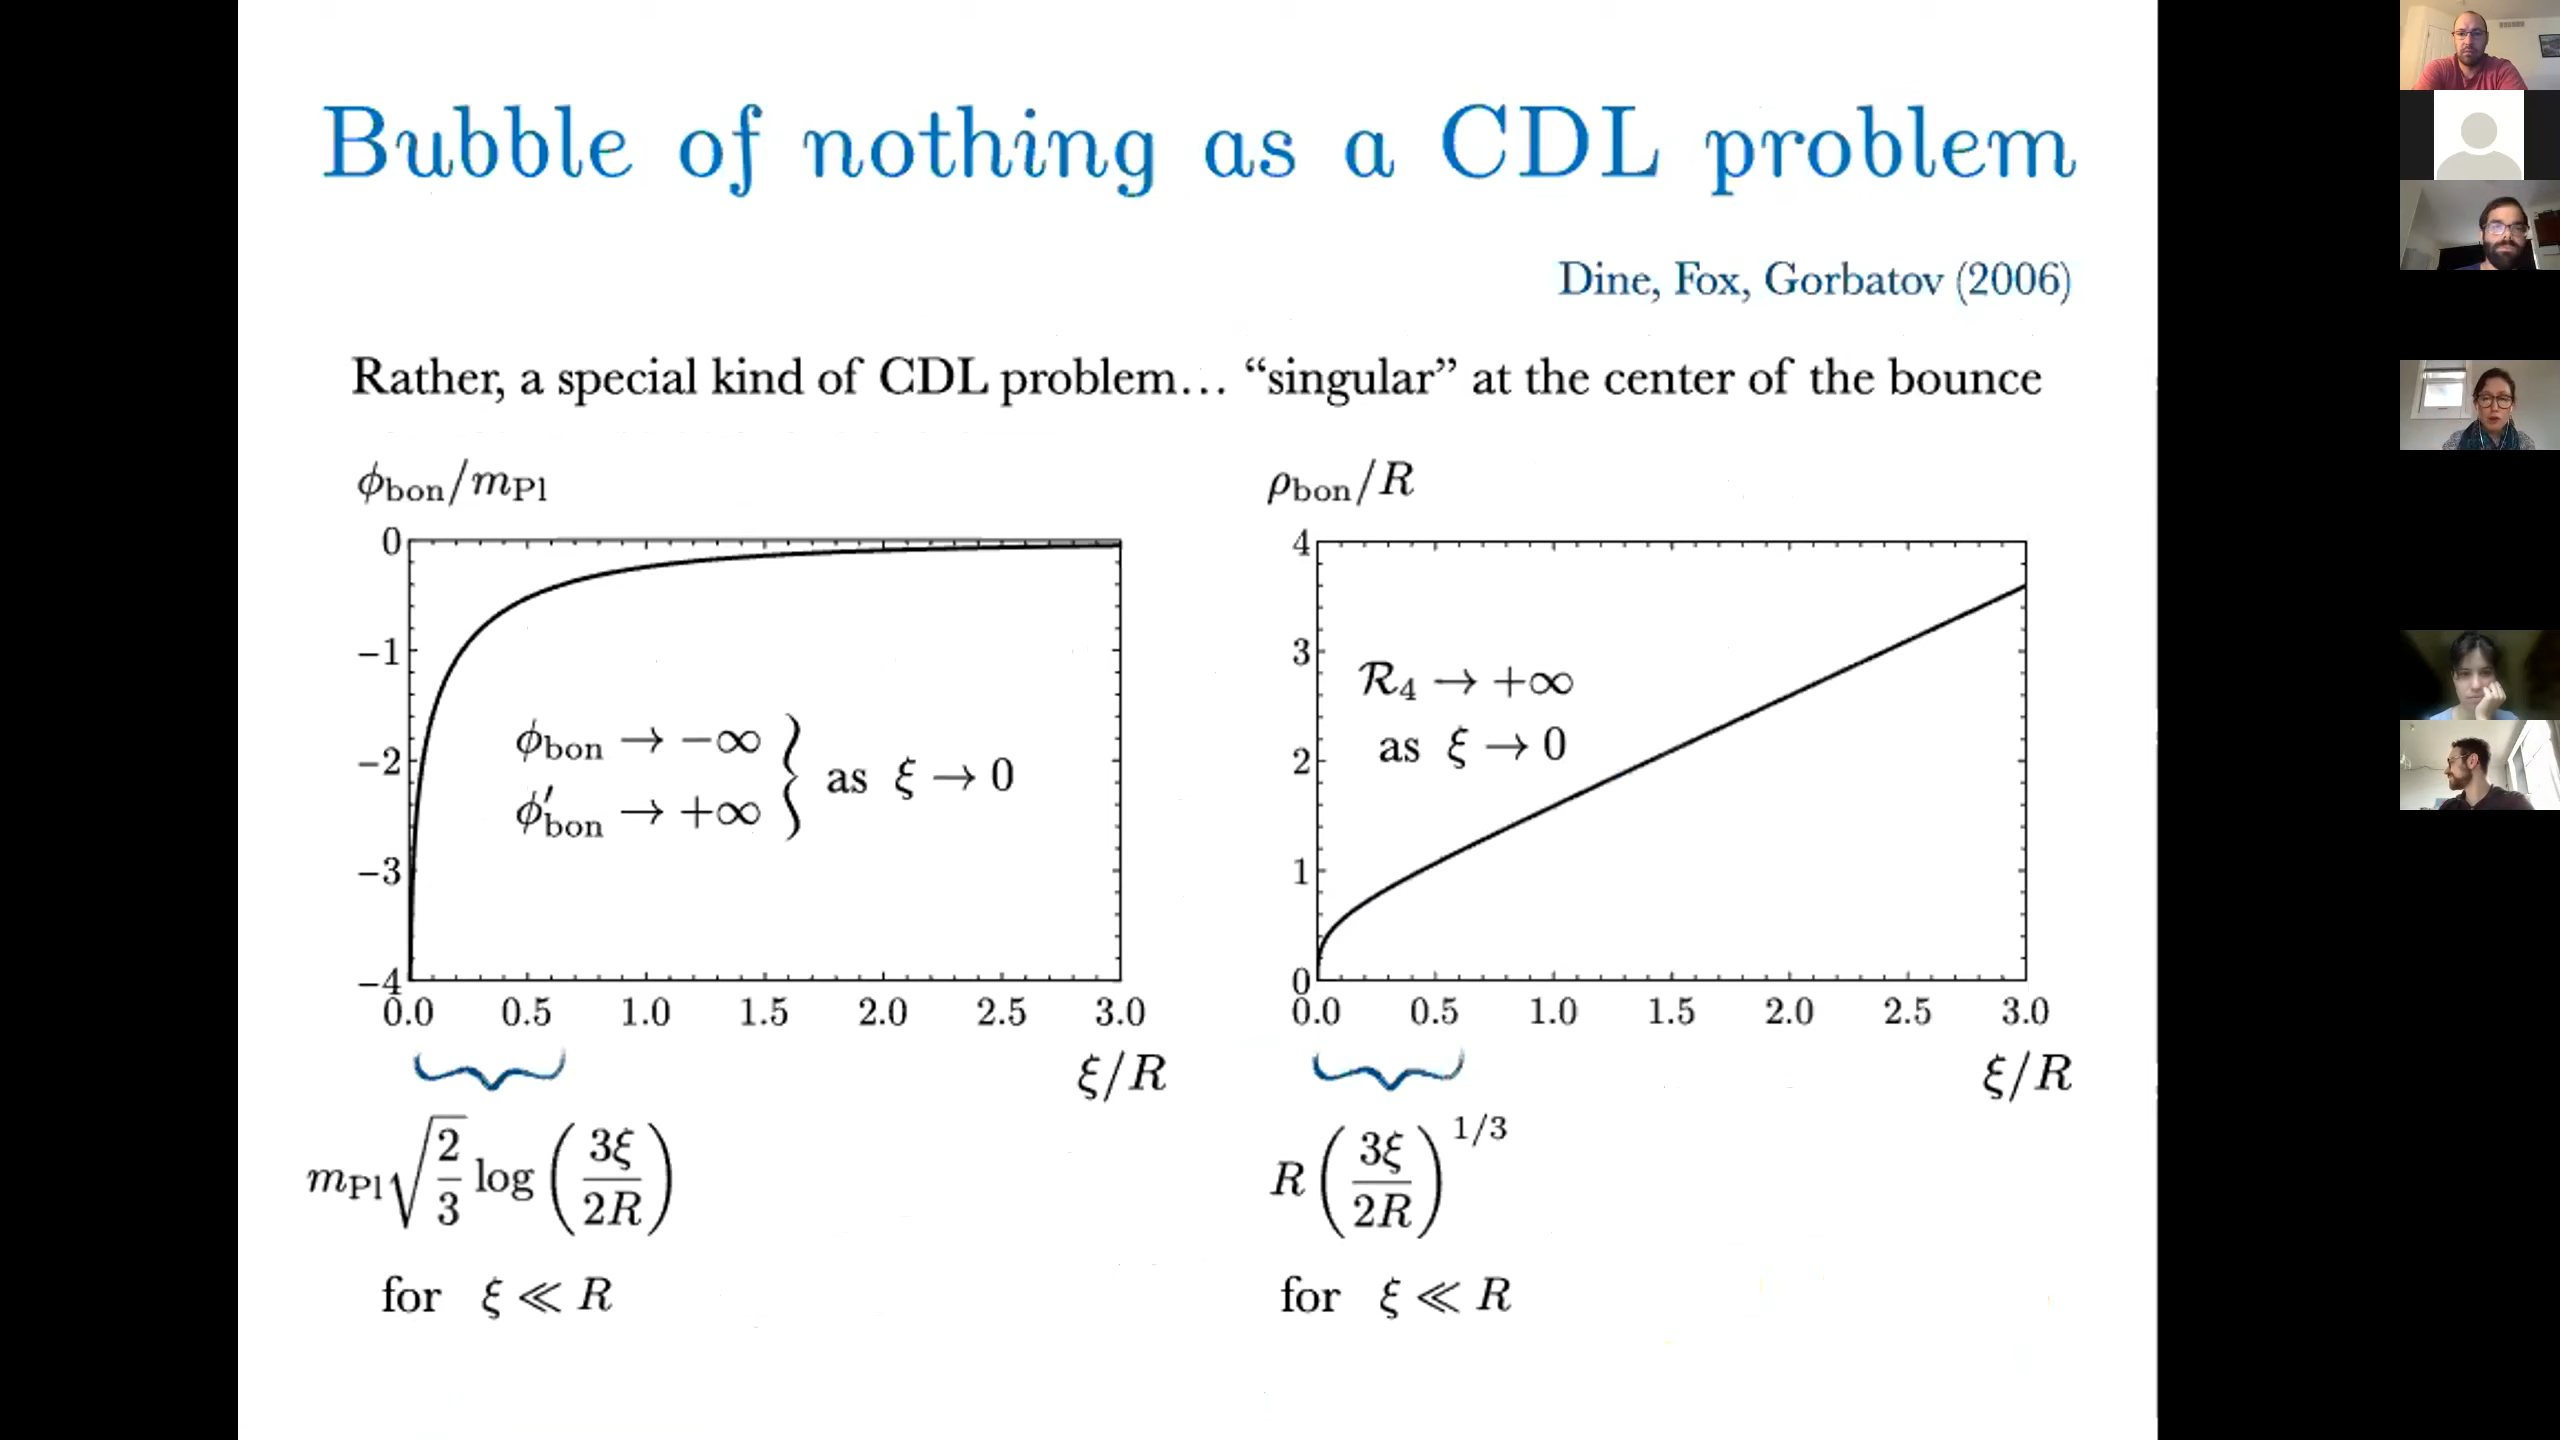 Bubble of nothing as a CDL problem
Dine, Fox, Gorbatov (2006)
Rather, a special kind of CDL problem… “singular” at the center of the bounce
ϕ_bon/m_Pl
0
−1
−2
−3
−4
ϕ_bon → −∞
ϕ′_bon → +∞
} as ξ → 0
0.0 0.5 1.0 1.5 2.0 2.5 3.0
ξ/R
m_Pl √(2/3) log (3ξ/2R)
for ξ ≪ R
ρ_bon/R
4
3
2
1
0
ℛ₄ → +∞
as ξ → 0
0.0 0.5 1.0 1.5 2.0 2.5 3.0
ξ/R
R (3ξ/2R)^1/3
for ξ ≪ R